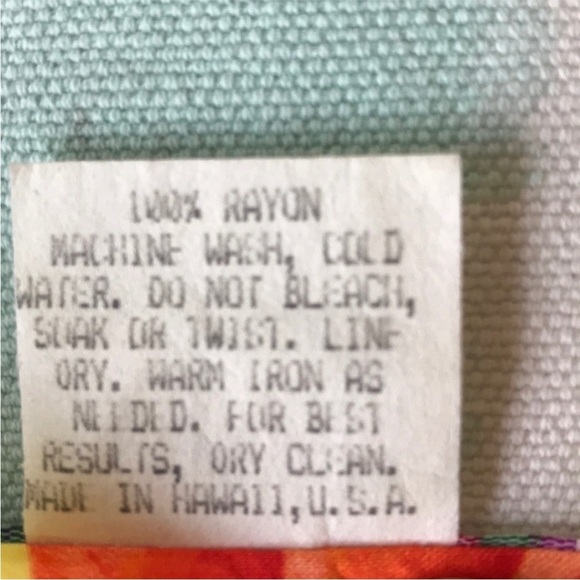 100% RAYON
MACHINE WASH, COLD
WATER. DO NOT BLEACH,
SOAK OR TWIST. LINE
DRY. WARM IRON AS
NEEDED. FOR BEST
RESULTS, DRY CLEAN.
MADE IN HAWAII, U.S.A.